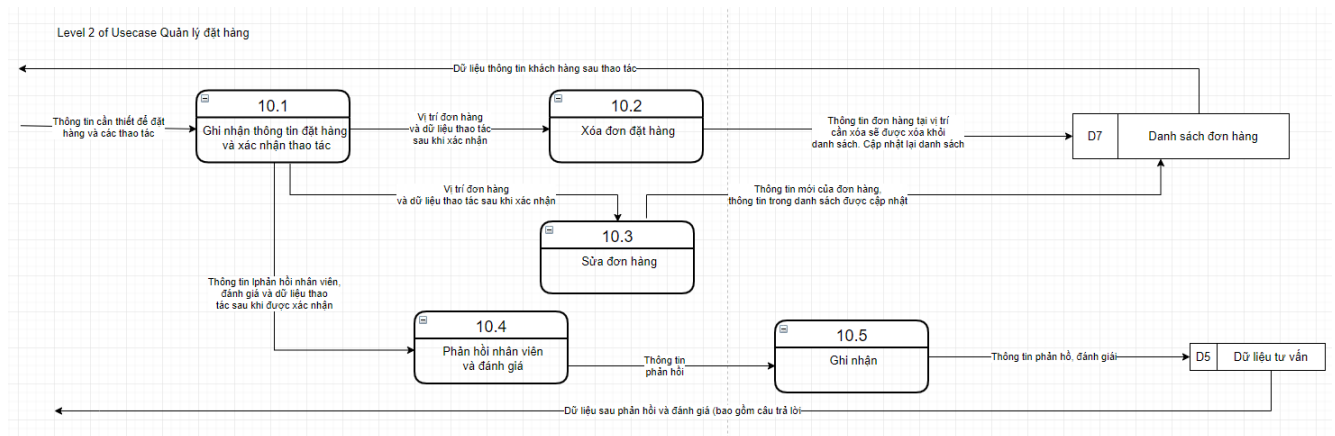 Level 2 of Usecase Quản lý đặt hàng
Dữ liệu thông tin khách hàng sau thao tác
Thông tin cần thiết để đặt
hàng và các thao tác
10.1
Ghi nhận thông tin đặt hàng
và xác nhận thao tác
Vị trí đơn hàng
và dữ liệu thao tác
sau khi xác nhận
10.2
Xóa đơn đặt hàng
Thông tin đơn hàng tại vị trí
cần xóa sẽ được xóa khỏi
danh sách. Cập nhật lại danh sách
D7
Danh sách đơn hàng
Vị trí đơn hàng
và dữ liệu thao tác sau khi xác nhận
Thông tin mới của đơn hàng,
thông tin trong danh sách được cập nhật
10.3
Sửa đơn hàng
Thông tin lphản hồi nhân viên,
đánh giá và dữ liệu thao
tác sau khi được xác nhận
10.4
Phản hồi nhân viên
và đánh giá
Thông tin
phản hồi
10.5
Ghi nhận
Thông tin phản hồ, đánh giái
D5
Dữ liệu tư vấn
Dữ liệu sau phản hồi và đánh giá (bao gồm câu trả lời